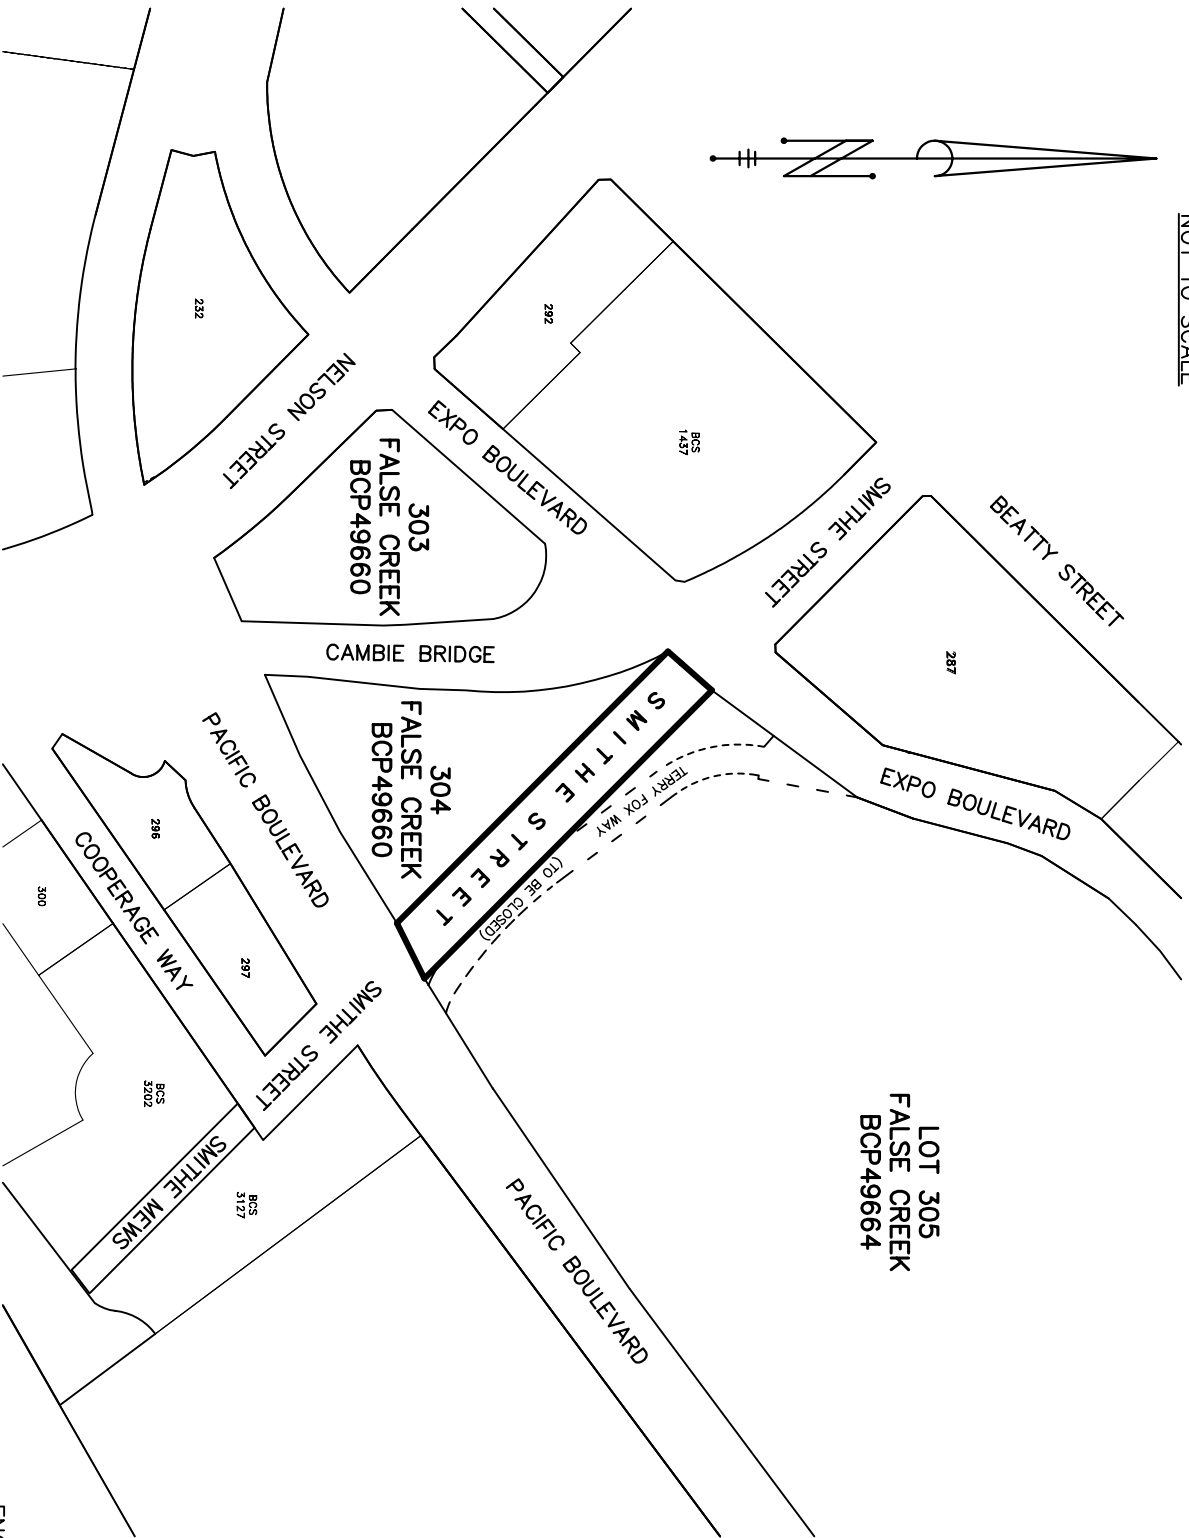 NOT TO SCALE
BEATTY STREET
SMITHE STREET
287
EXPO BOULEVARD
BCS
1437
292
EXPO BOULEVARD
NELSON STREET
232
303
FALSE CREEK
BCP49660
CAMBIE BRIDGE
SMITHE STREET
TERRY FOX WAY
(TO BE CLOSED)
304
FALSE CREEK
BCP49660
LOT 305
FALSE CREEK
BCP49664
PACIFIC BOULEVARD
PACIFIC BOULEVARD
SMITHE STREET
296
297
COOPERAGE WAY
300
BCS
3202
SMITHE MEWS
BCS
3127